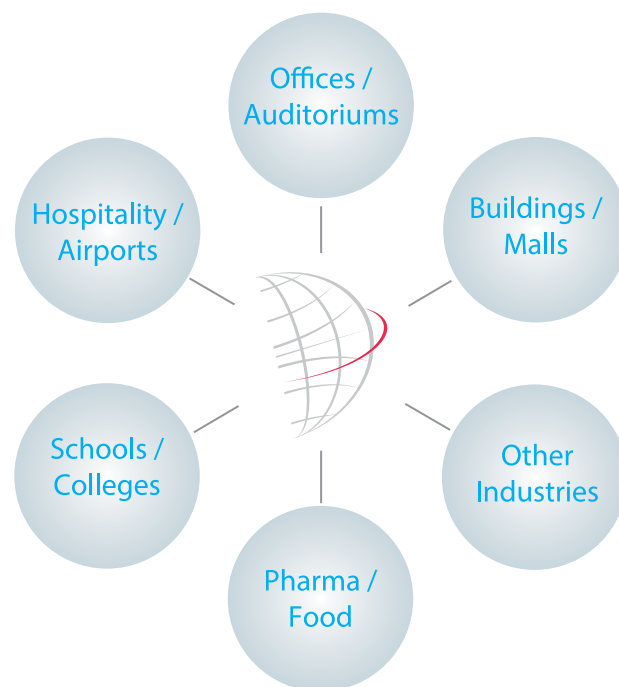 Offices /
Auditoriums
Hospitality /
Airports
Buildings /
Malls
Schools /
Colleges
Other
Industries
Pharma /
Food